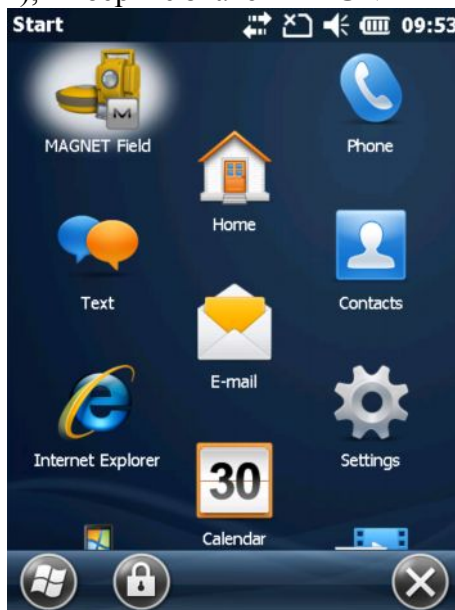 Start 09:53
MAGNET Field
Phone
Home
Text
Contacts
E-mail
Internet Explorer
Settings
30
Calendar